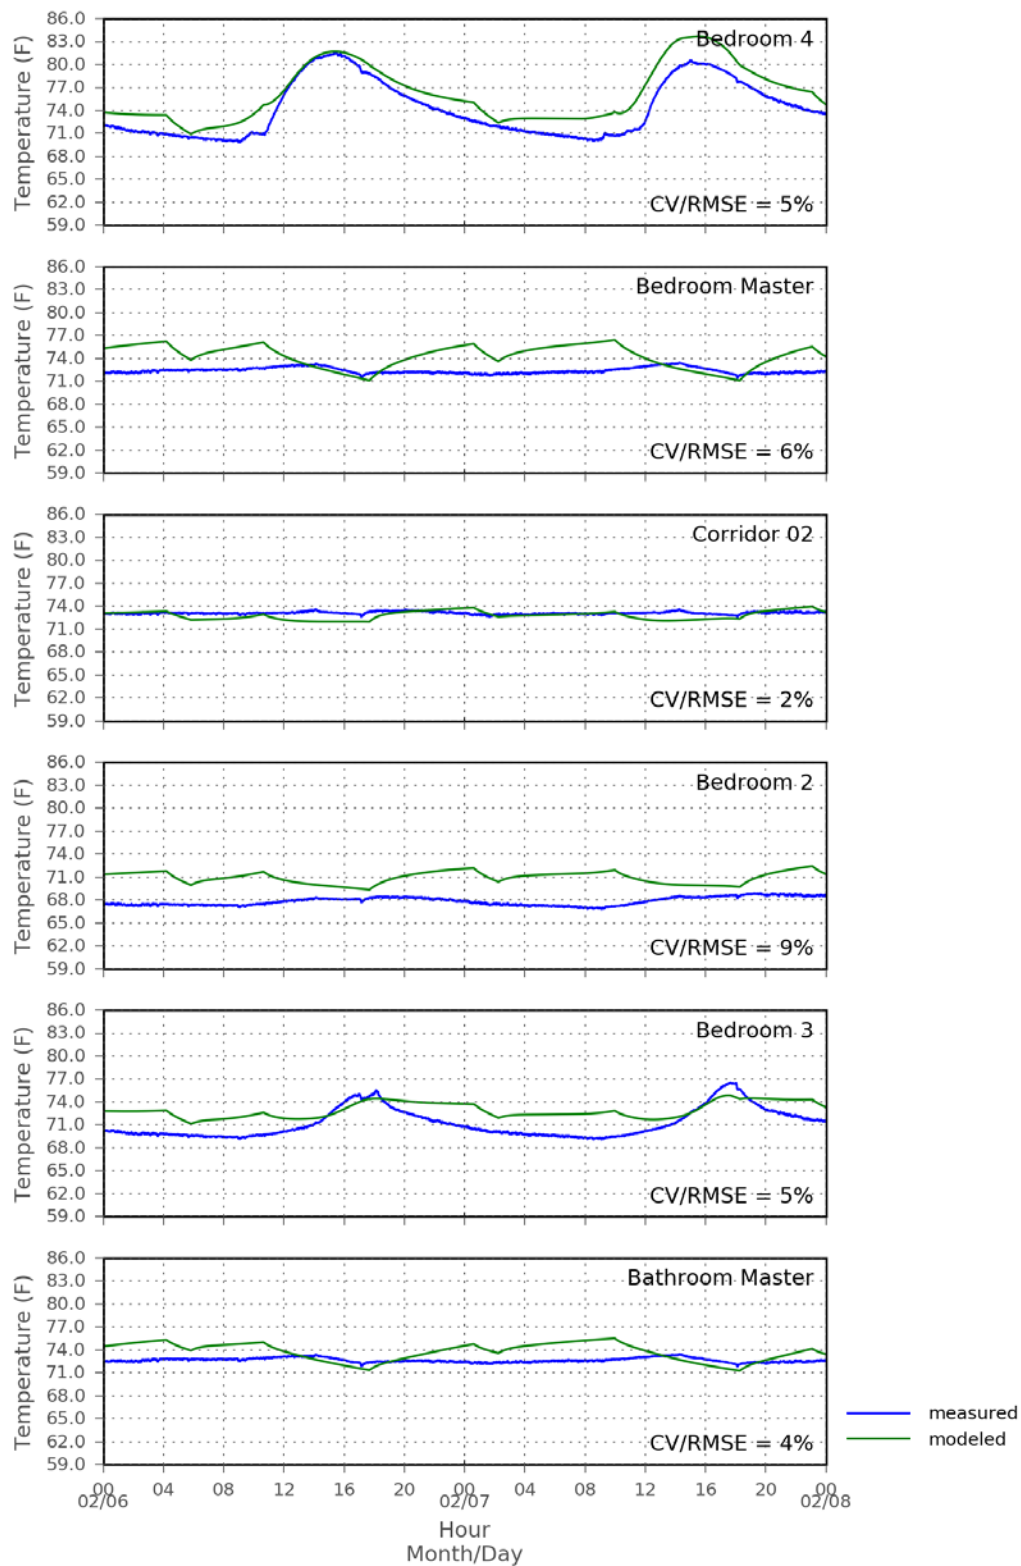 86.0
83.0
80.0
77.0
74.0
71.0
68.0
65.0
62.0
59.0
Temperature (F)
Bedroom 4
CV/RMSE = 5%
86.0
83.0
80.0
77.0
74.0
71.0
68.0
65.0
62.0
59.0
Temperature (F)
Bedroom Master
CV/RMSE = 6%
86.0
83.0
80.0
77.0
74.0
71.0
68.0
65.0
62.0
59.0
Temperature (F)
Corridor 02
CV/RMSE = 2%
86.0
83.0
80.0
77.0
74.0
71.0
68.0
65.0
62.0
59.0
Temperature (F)
Bedroom 2
CV/RMSE = 9%
86.0
83.0
80.0
77.0
74.0
71.0
68.0
65.0
62.0
59.0
Temperature (F)
Bedroom 3
CV/RMSE = 5%
86.0
83.0
80.0
77.0
74.0
71.0
68.0
65.0
62.0
59.0
Temperature (F)
Bathroom Master
CV/RMSE = 4%
measured
modeled
00 04 08 12 16 20 00 04 08 12 16 20 00
02/06 02/07 02/08
Hour
Month/Day